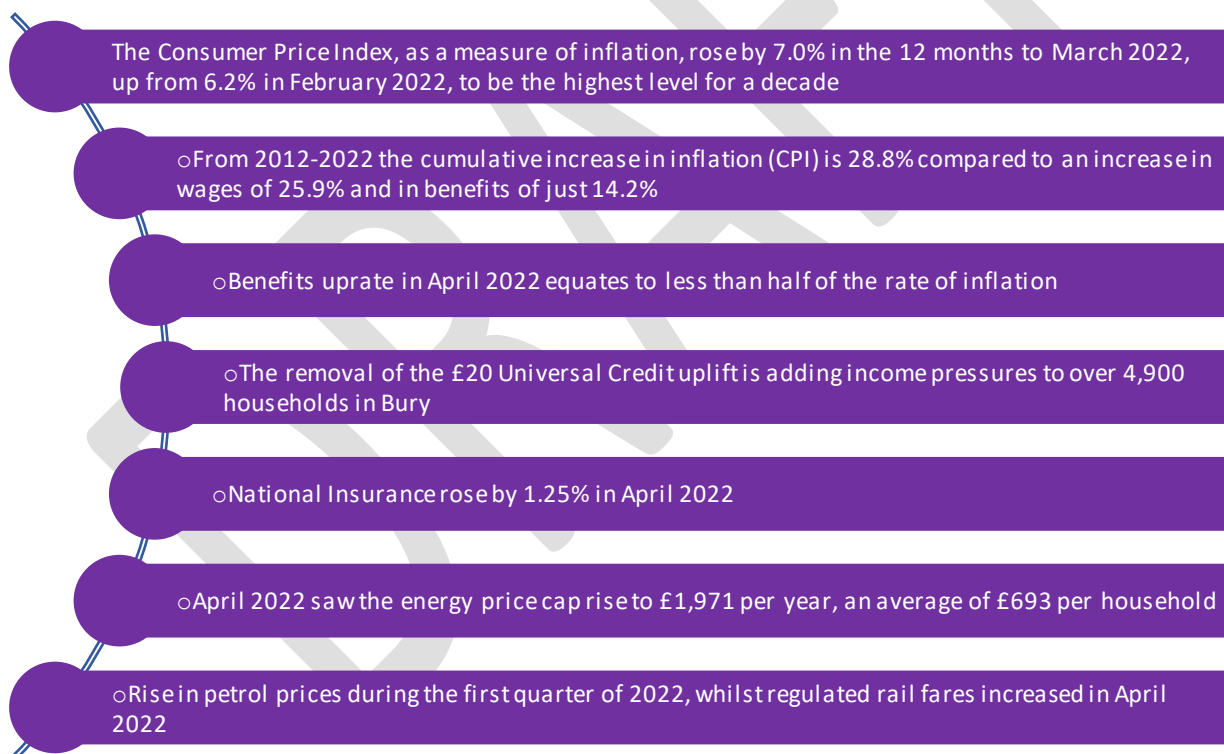 The Consumer Price Index, as a measure of inflation, rose by 7.0% in the 12 months to March 2022,
up from 6.2% in February 2022, to be the highest level for a decade
oFrom 2012-2022 the cumulative increase in inflation (CPI) is 28.8% compared to an increase in
wages of 25.9% and in benefits of just 14.2%
oBenefits uprate in April 2022 equates to less than half of the rate of inflation
oThe removal of the £20 Universal Credit uplift is adding income pressures to over 4,900
households in Bury
oNational Insurance rose by 1.25% in April 2022
oApril 2022 saw the energy price cap rise to £1,971 per year, an average of £693 per household
oRise in petrol prices during the first quarter of 2022, whilst regulated rail fares increased in April
2022